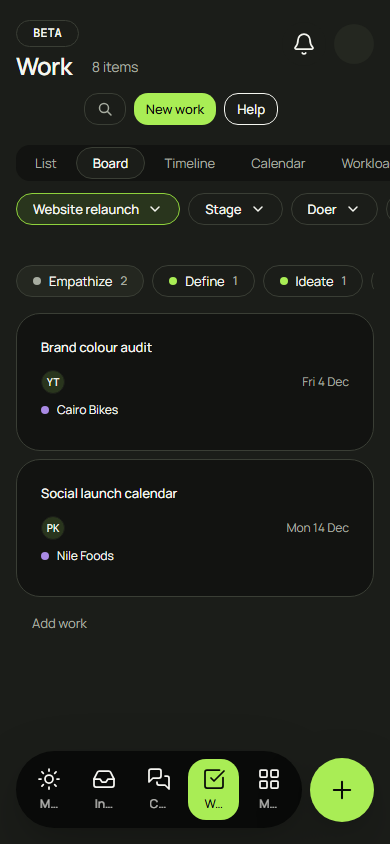 BETA
Work 8 items
New work Help
List Board Timeline Calendar Workloa
Website relaunch Stage Doer
Empathize 2 Define 1 Ideate 1
Brand colour audit
YT Fri 4 Dec
Cairo Bikes
Social launch calendar
PK Mon 14 Dec
Nile Foods
Add work
M... In... C... W... M...